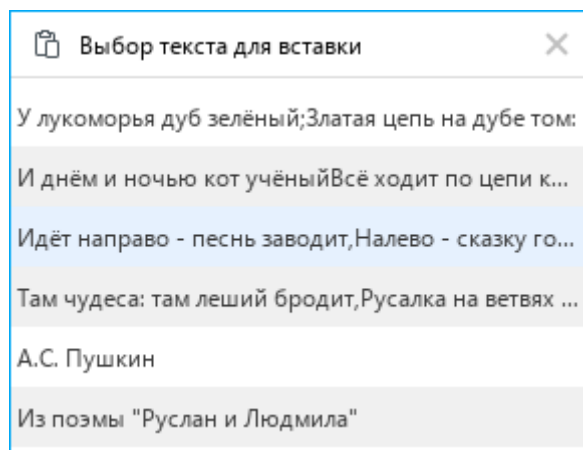 Выбор текста для вставки
У лукоморья дуб зелёный;Златая цепь на дубе том:
И днём и ночью кот учёныйВсё ходит по цепи к...
Идёт направо - песнь заводит,Налево - сказку го...
Там чудеса: там леший бродит,Русалка на ветвях ...
А.С. Пушкин
Из поэмы "Руслан и Людмила"